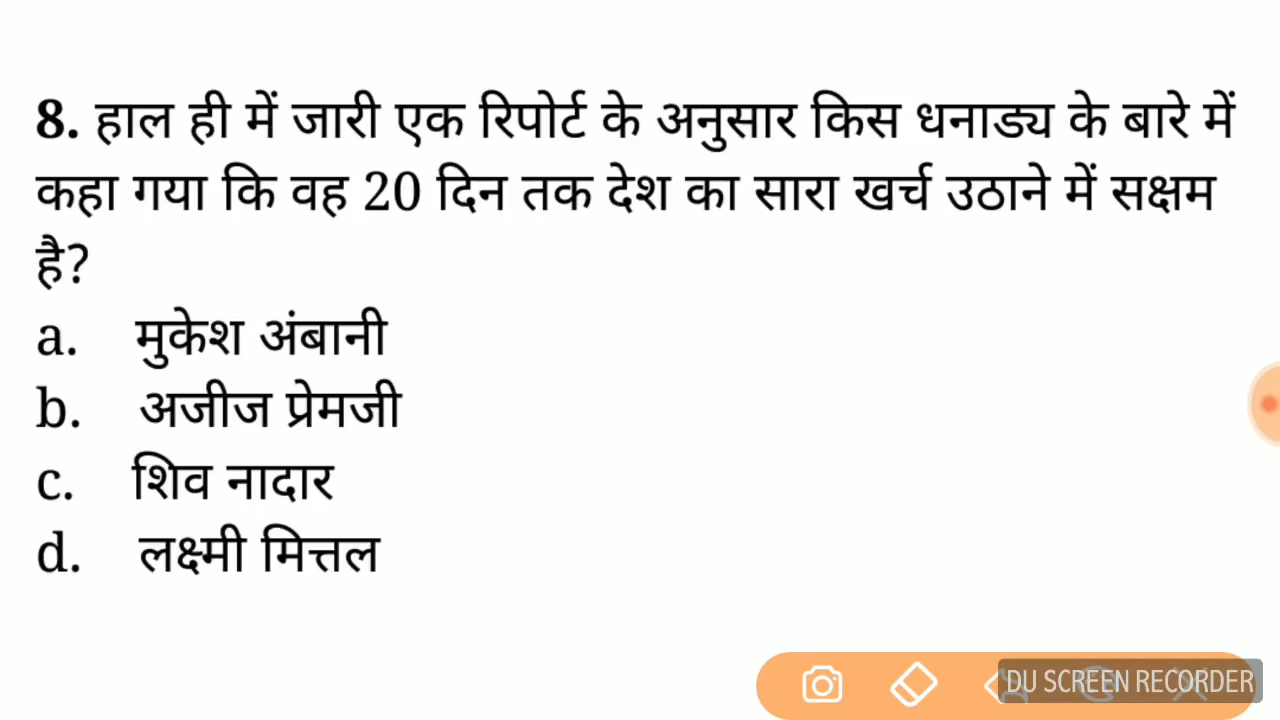 8. हाल ही में जारी एक रिपोर्ट के अनुसार किस धनाड्य के बारे में
कहा गया कि वह 20 दिन तक देश का सारा खर्च उठाने में सक्षम
है?
a. मुकेश अंबानी
b. अजीज प्रेमजी
c. शिव नादार
d. लक्ष्मी मित्तल
DU SCREEN RECORDER